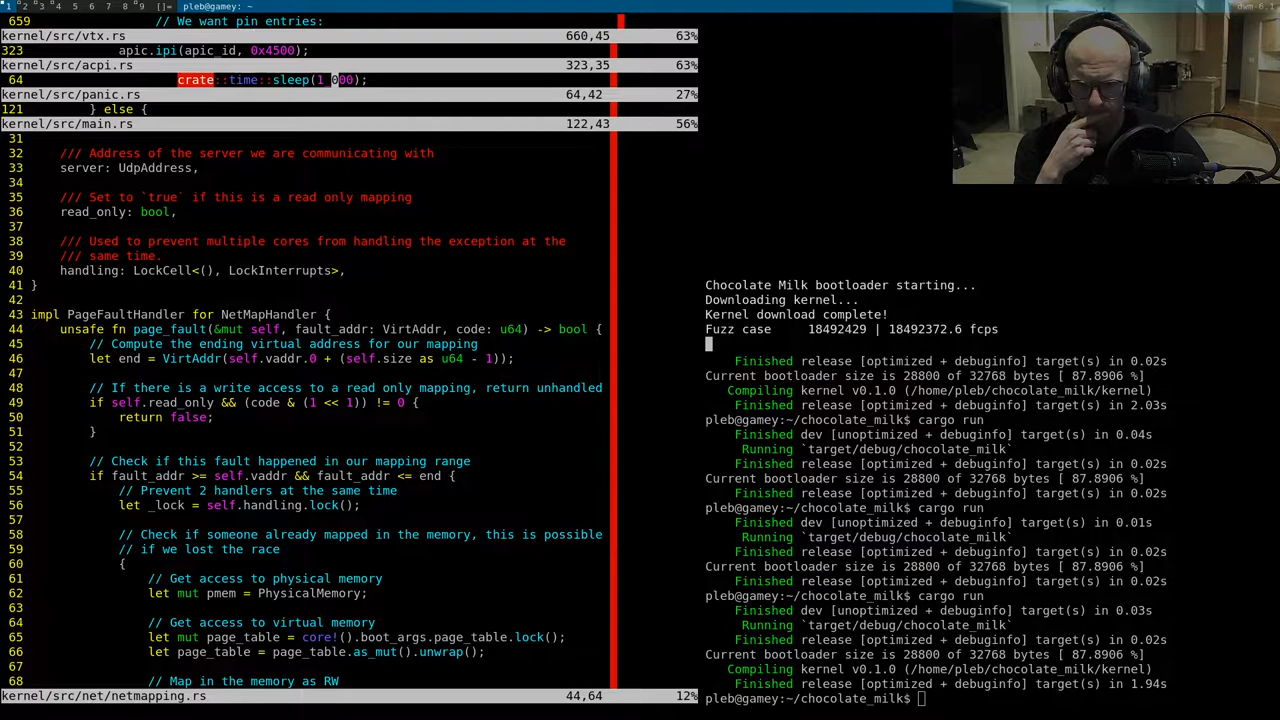 1 2 3 4 5 6 7 8 9 []= pleb@gamey: ~
dwm-6.1
659 // We want pin entries:
kernel/src/vtx.rs 660,45 63%
323 apic.ipi(apic_id, 0x4500);
kernel/src/acpi.rs 323,35 63%
64 crate::time::sleep(1_000);
kernel/src/panic.rs 64,42 27%
121 } else {
kernel/src/main.rs 122,43 56%
31
32 /// Address of the server we are communicating with
33 server: UdpAddress,
34
35 /// Set to `true` if this is a read only mapping
36 read_only: bool,
37
38 /// Used to prevent multiple cores from handling the exception at the
39 /// same time.
40 handling: LockCell<(), LockInterrupts>,
41 }
42
43 impl PageFaultHandler for NetMapHandler {
44 unsafe fn page_fault(&mut self, fault_addr: VirtAddr, code: u64) -> bool {
45 // Compute the ending virtual address for our mapping
46 let end = VirtAddr(self.vaddr.0 + (self.size as u64 - 1));
47
48 // If there is a write access to a read only mapping, return unhandled
49 if self.read_only && (code & (1 << 1)) != 0 {
50 return false;
51 }
52
53 // Check if this fault happened in our mapping range
54 if fault_addr >= self.vaddr && fault_addr <= end {
55 // Prevent 2 handlers at the same time
56 let _lock = self.handling.lock();
57
58 // Check if someone already mapped in the memory, this is possible
59 // if we lost the race
60 {
61 // Get access to physical memory
62 let mut pmem = PhysicalMemory;
63
64 // Get access to virtual memory
65 let mut page_table = core!().boot_args.page_table.lock();
66 let page_table = page_table.as_mut().unwrap();
67
68 // Map in the memory as RW
kernel/src/net/netmapping.rs 44,64 12%
Chocolate Milk bootloader starting...
Downloading kernel...
Kernel download complete!
Fuzz case 18492429 | 18492372.6 fcps
Finished release [optimized + debuginfo] target(s) in 0.02s
Current bootloader size is 28800 of 32768 bytes [ 87.8906 %]
Compiling kernel v0.1.0 (/home/pleb/chocolate_milk/kernel)
Finished release [optimized + debuginfo] target(s) in 2.03s
pleb@gamey:~/chocolate_milk$ cargo run
Finished dev [unoptimized + debuginfo] target(s) in 0.04s
Running `target/debug/chocolate_milk`
Finished release [optimized + debuginfo] target(s) in 0.02s
Current bootloader size is 28800 of 32768 bytes [ 87.8906 %]
Finished release [optimized + debuginfo] target(s) in 0.02s
pleb@gamey:~/chocolate_milk$ cargo run
Finished dev [unoptimized + debuginfo] target(s) in 0.01s
Running `target/debug/chocolate_milk`
Finished release [optimized + debuginfo] target(s) in 0.02s
Current bootloader size is 28800 of 32768 bytes [ 87.8906 %]
Finished release [optimized + debuginfo] target(s) in 0.02s
pleb@gamey:~/chocolate_milk$ cargo run
Finished dev [unoptimized + debuginfo] target(s) in 0.03s
Running `target/debug/chocolate_milk`
Finished release [optimized + debuginfo] target(s) in 0.02s
Current bootloader size is 28800 of 32768 bytes [ 87.8906 %]
Compiling kernel v0.1.0 (/home/pleb/chocolate_milk/kernel)
Finished release [optimized + debuginfo] target(s) in 1.94s
pleb@gamey:~/chocolate_milk$